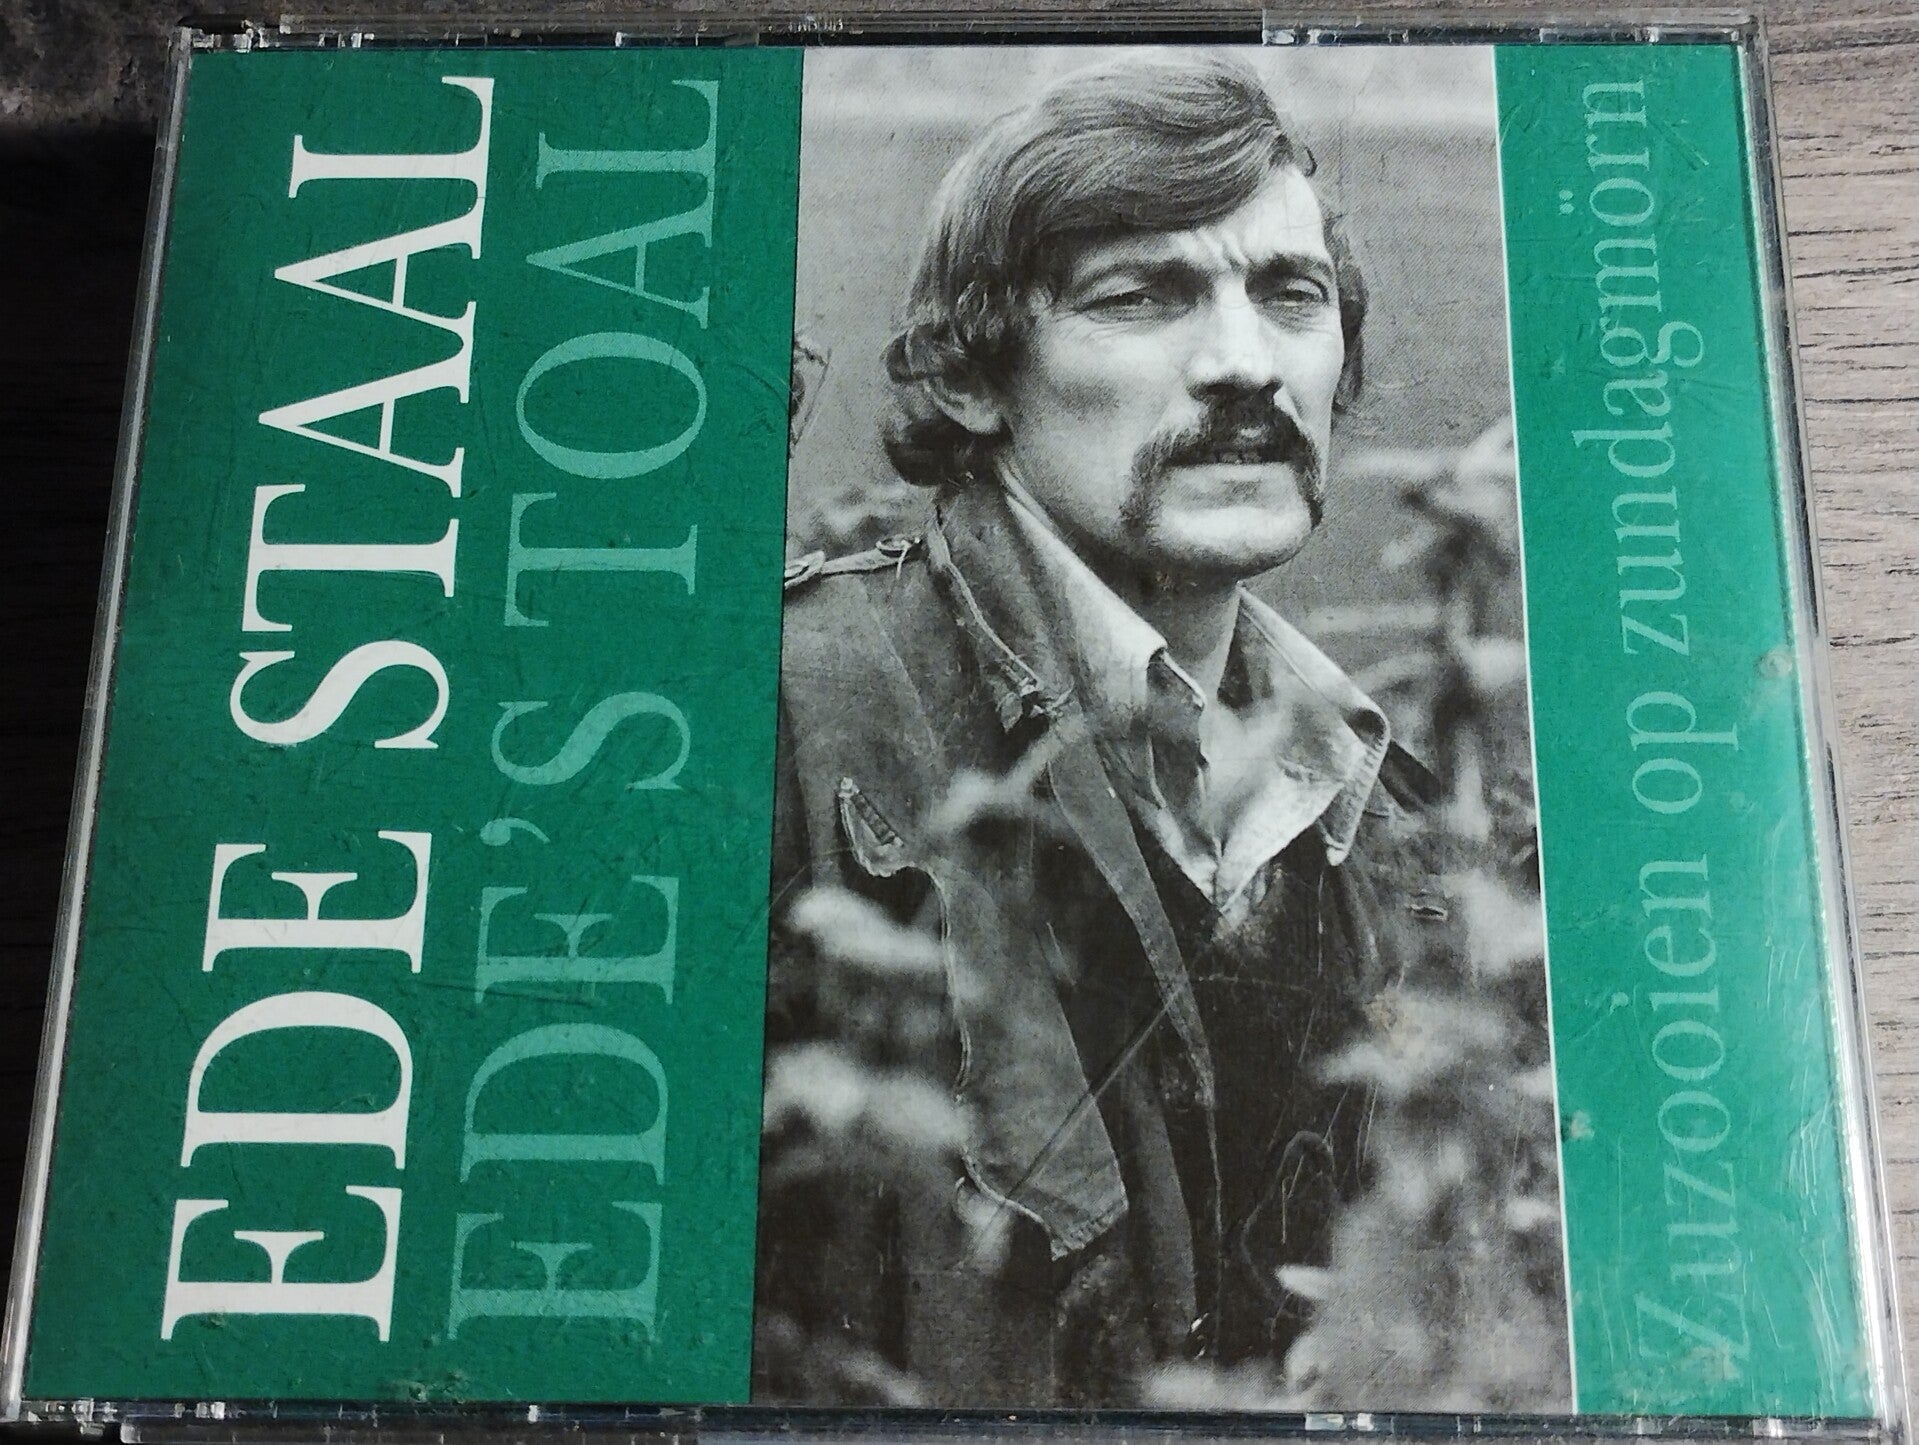 EDE STAAL
EDE'S TOAL
Zuzooien op zundagmörn